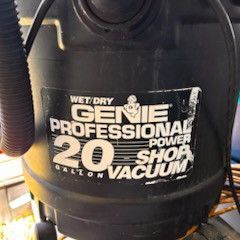 WET/DRY
GENIE
PROFESSIONAL
20 POWER
GALLON SHOP
VACUUM